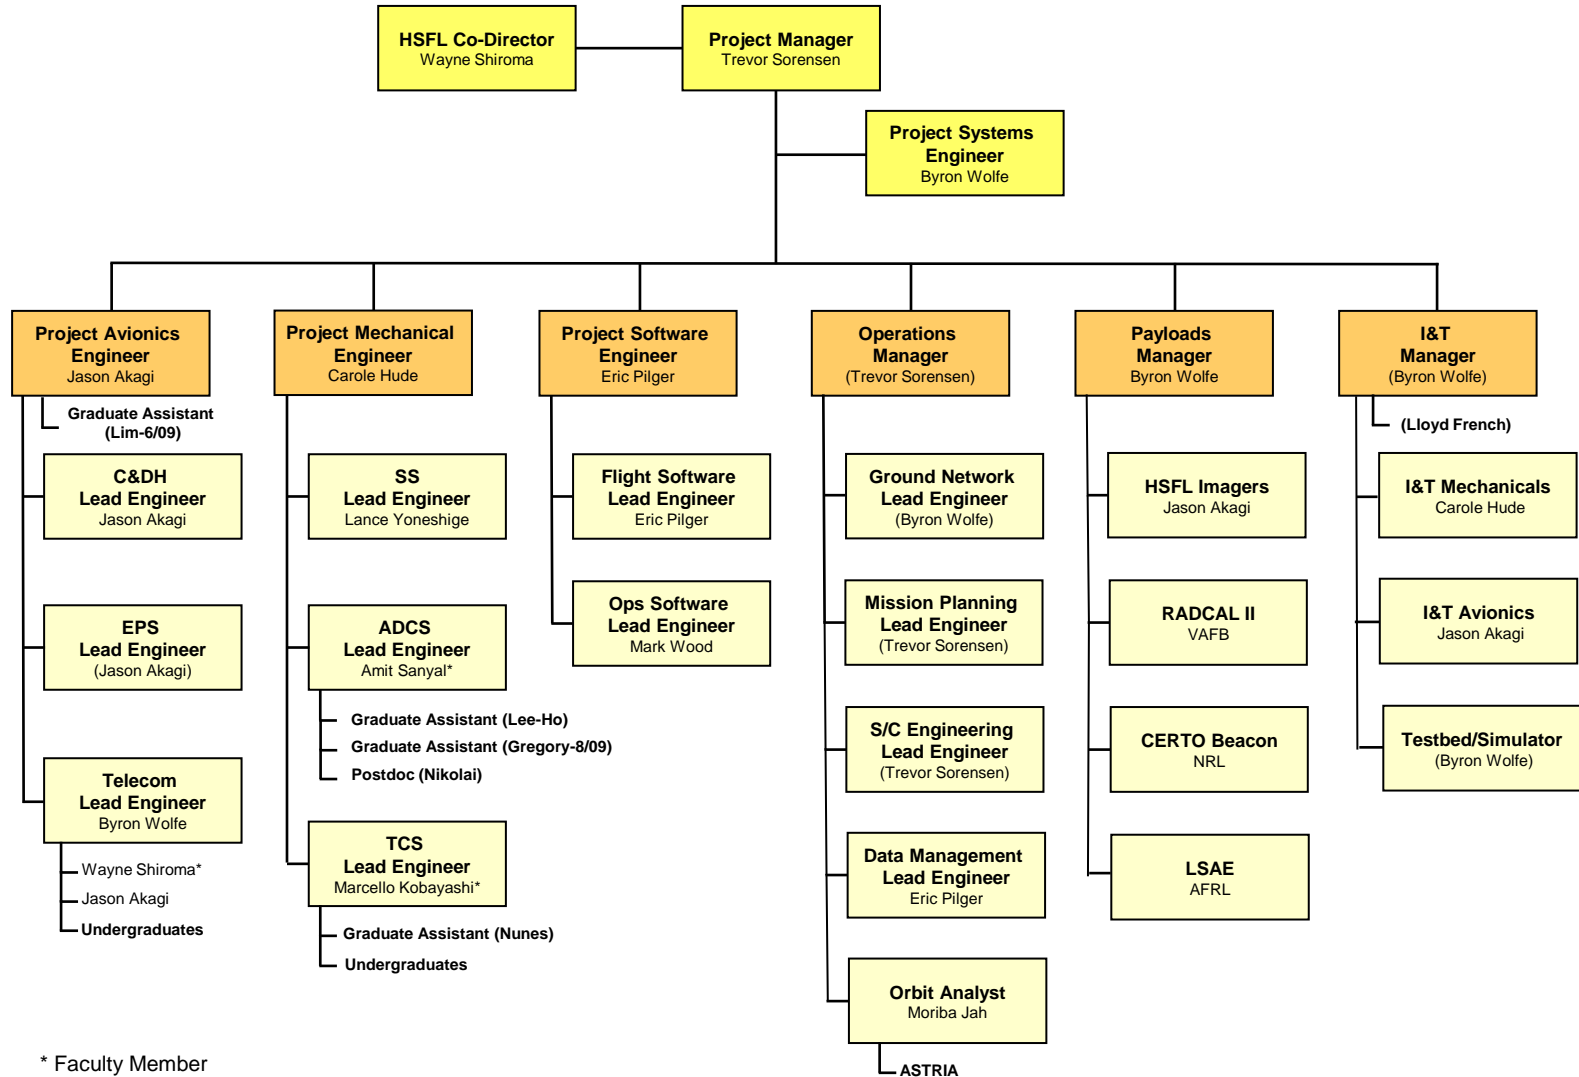 HSFL Co-Director
Wayne Shiroma
Project Manager
Trevor Sorensen
Project Systems
Engineer
Byron Wolfe
Project Avionics
Engineer
Jason Akagi
Graduate Assistant
(Lim-6/09)
C&DH
Lead Engineer
Jason Akagi
EPS
Lead Engineer
(Jason Akagi)
Telecom
Lead Engineer
Byron Wolfe
Wayne Shiroma*
Jason Akagi
Undergraduates
Project Mechanical
Engineer
Carole Hude
SS
Lead Engineer
Lance Yoneshige
ADCS
Lead Engineer
Amit Sanyal*
Graduate Assistant (Lee-Ho)
Graduate Assistant (Gregory-8/09)
Postdoc (Nikolai)
TCS
Lead Engineer
Marcello Kobayashi*
Graduate Assistant (Nunes)
Undergraduates
Project Software
Engineer
Eric Pilger
Flight Software
Lead Engineer
Eric Pilger
Ops Software
Lead Engineer
Mark Wood
Operations
Manager
(Trevor Sorensen)
Ground Network
Lead Engineer
(Byron Wolfe)
Mission Planning
Lead Engineer
(Trevor Sorensen)
S/C Engineering
Lead Engineer
(Trevor Sorensen)
Data Management
Lead Engineer
Eric Pilger
Orbit Analyst
Moriba Jah
ASTRIA
Payloads
Manager
Byron Wolfe
HSFL Imagers
Jason Akagi
RADCAL II
VAFB
CERTO Beacon
NRL
LSAE
AFRL
I&T
Manager
(Byron Wolfe)
(Lloyd French)
I&T Mechanicals
Carole Hude
I&T Avionics
Jason Akagi
Testbed/Simulator
(Byron Wolfe)
* Faculty Member